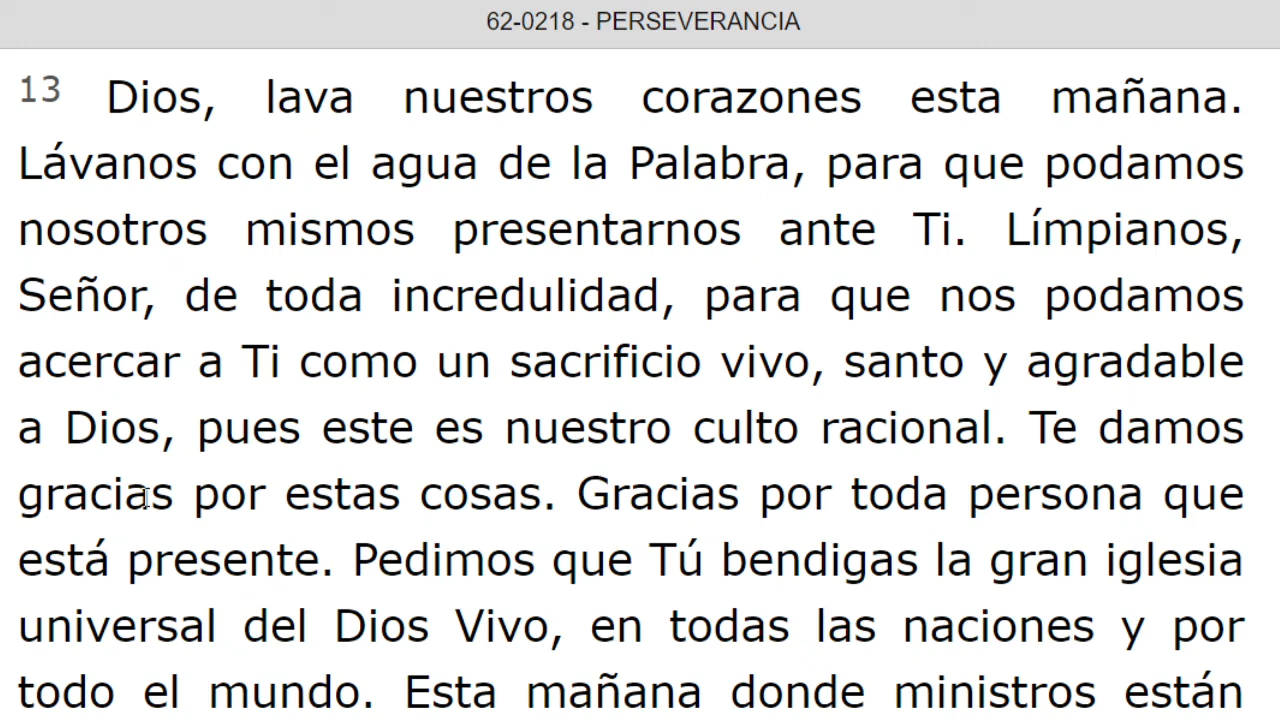 62-0218 - PERSEVERANCIA
13 Dios, lava nuestros corazones esta mañana.
Lávanos con el agua de la Palabra, para que podamos
nosotros mismos presentarnos ante Ti. Límpianos,
Señor, de toda incredulidad, para que nos podamos
acercar a Ti como un sacrificio vivo, santo y agradable
a Dios, pues este es nuestro culto racional. Te damos
gracias por estas cosas. Gracias por toda persona que
está presente. Pedimos que Tú bendigas la gran iglesia
universal del Dios Vivo, en todas las naciones y por
todo el mundo. Esta mañana donde ministros están